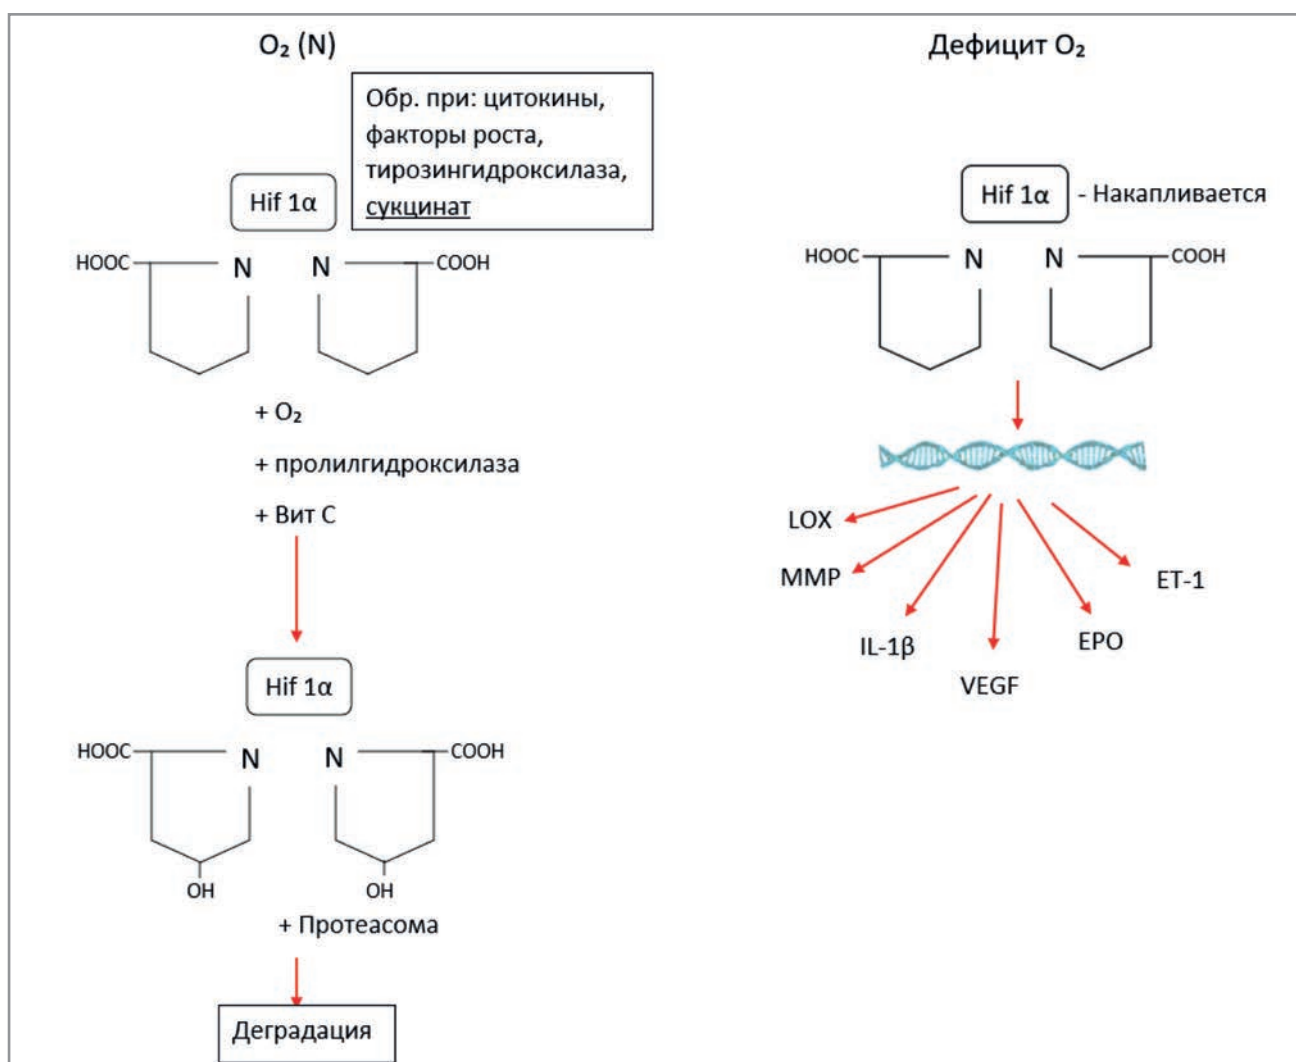 O₂ (N)
Обр. при: цитокины,
факторы роста,
тирозингидроксилаза,
сукцинат
Hif 1α
HOOC
N
N
COOH
+ O₂
+ пролилгидроксилаза
+ Вит С
Hif 1α
HOOC
N
N
COOH
OH
OH
+ Протеасома
Деградация
Дефицит O₂
Hif 1α - Накапливается
HOOC
N
N
COOH
LOX
MMP
IL-1β
VEGF
EPO
ET-1